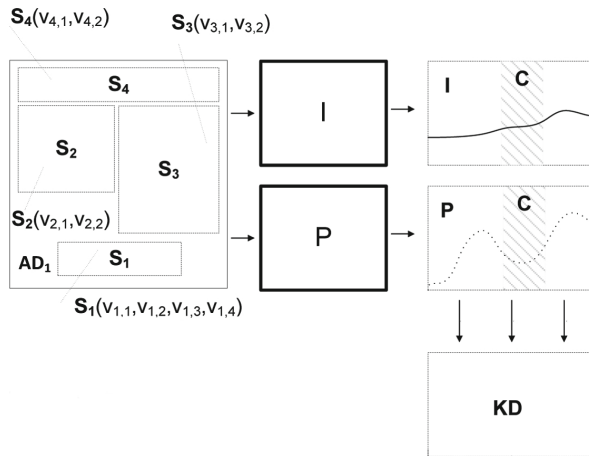 S₄(v₄,₁,v₄,₂)
S₃(v₃,₁,v₃,₂)
S₄
I
I
C
S₂
S₃
P
P
C
S₂(v₂,₁,v₂,₂)
AD₁
S₁
S₁(v₁,₁,v₁,₂,v₁,₃,v₁,₄)
KD